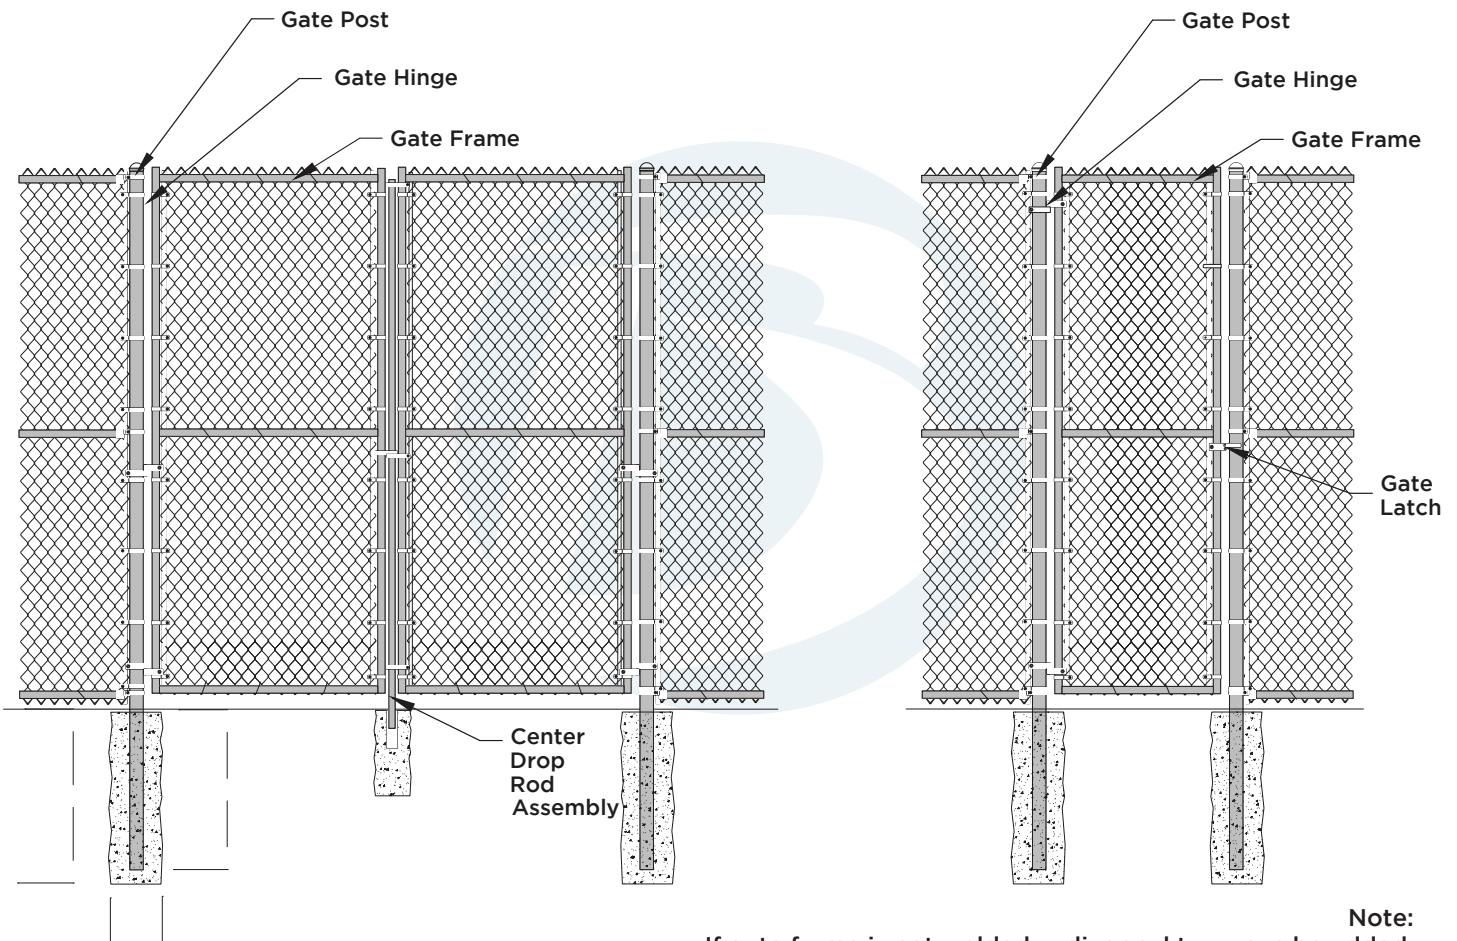 Gate Post
Gate Hinge
Gate Frame
Center
Drop
Rod
Assembly
Gate Post
Gate Hinge
Gate Frame
Gate
Latch
Note: